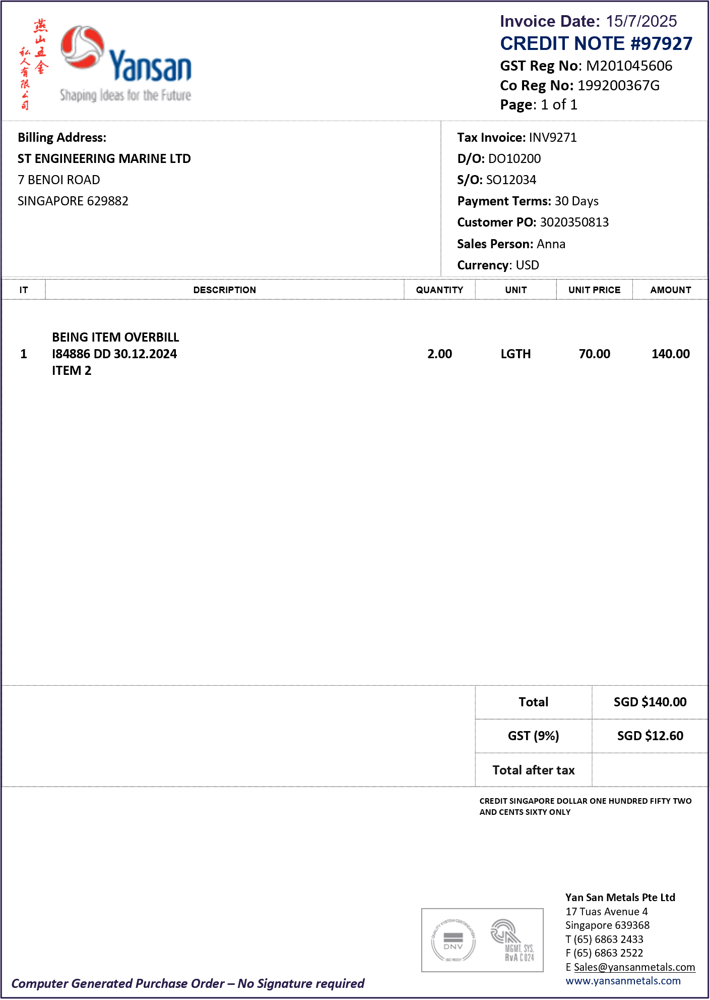 燕山五金
私人有限公司
Yansan
Shaping Ideas for the Future
Invoice Date: 15/7/2025
CREDIT NOTE #97927
GST Reg No: M201045606
Co Reg No: 199200367G
Page: 1 of 1
Billing Address:
ST ENGINEERING MARINE LTD
7 BENOI ROAD
SINGAPORE 629882
Tax Invoice: INV9271
D/O: DO10200
S/O: SO12034
Payment Terms: 30 Days
Customer PO: 3020350813
Sales Person: Anna
Currency: USD
IT DESCRIPTION QUANTITY UNIT UNIT PRICE AMOUNT
BEING ITEM OVERBILL
1 I84886 DD 30.12.2024 2.00 LGTH 70.00 140.00
ITEM 2
Total SGD $140.00
GST (9%) SGD $12.60
Total after tax
CREDIT SINGAPORE DOLLAR ONE HUNDRED FIFTY TWO
AND CENTS SIXTY ONLY
QUALITY SYSTEM CERTIFICATION
DNV
ISO 9001
MGMT. SYS.
RvA C 024
Yan San Metals Pte Ltd
17 Tuas Avenue 4
Singapore 639368
T (65) 6863 2433
F (65) 6863 2522
E Sales@yansanmetals.com
www.yansanmetals.com
Computer Generated Purchase Order – No Signature required